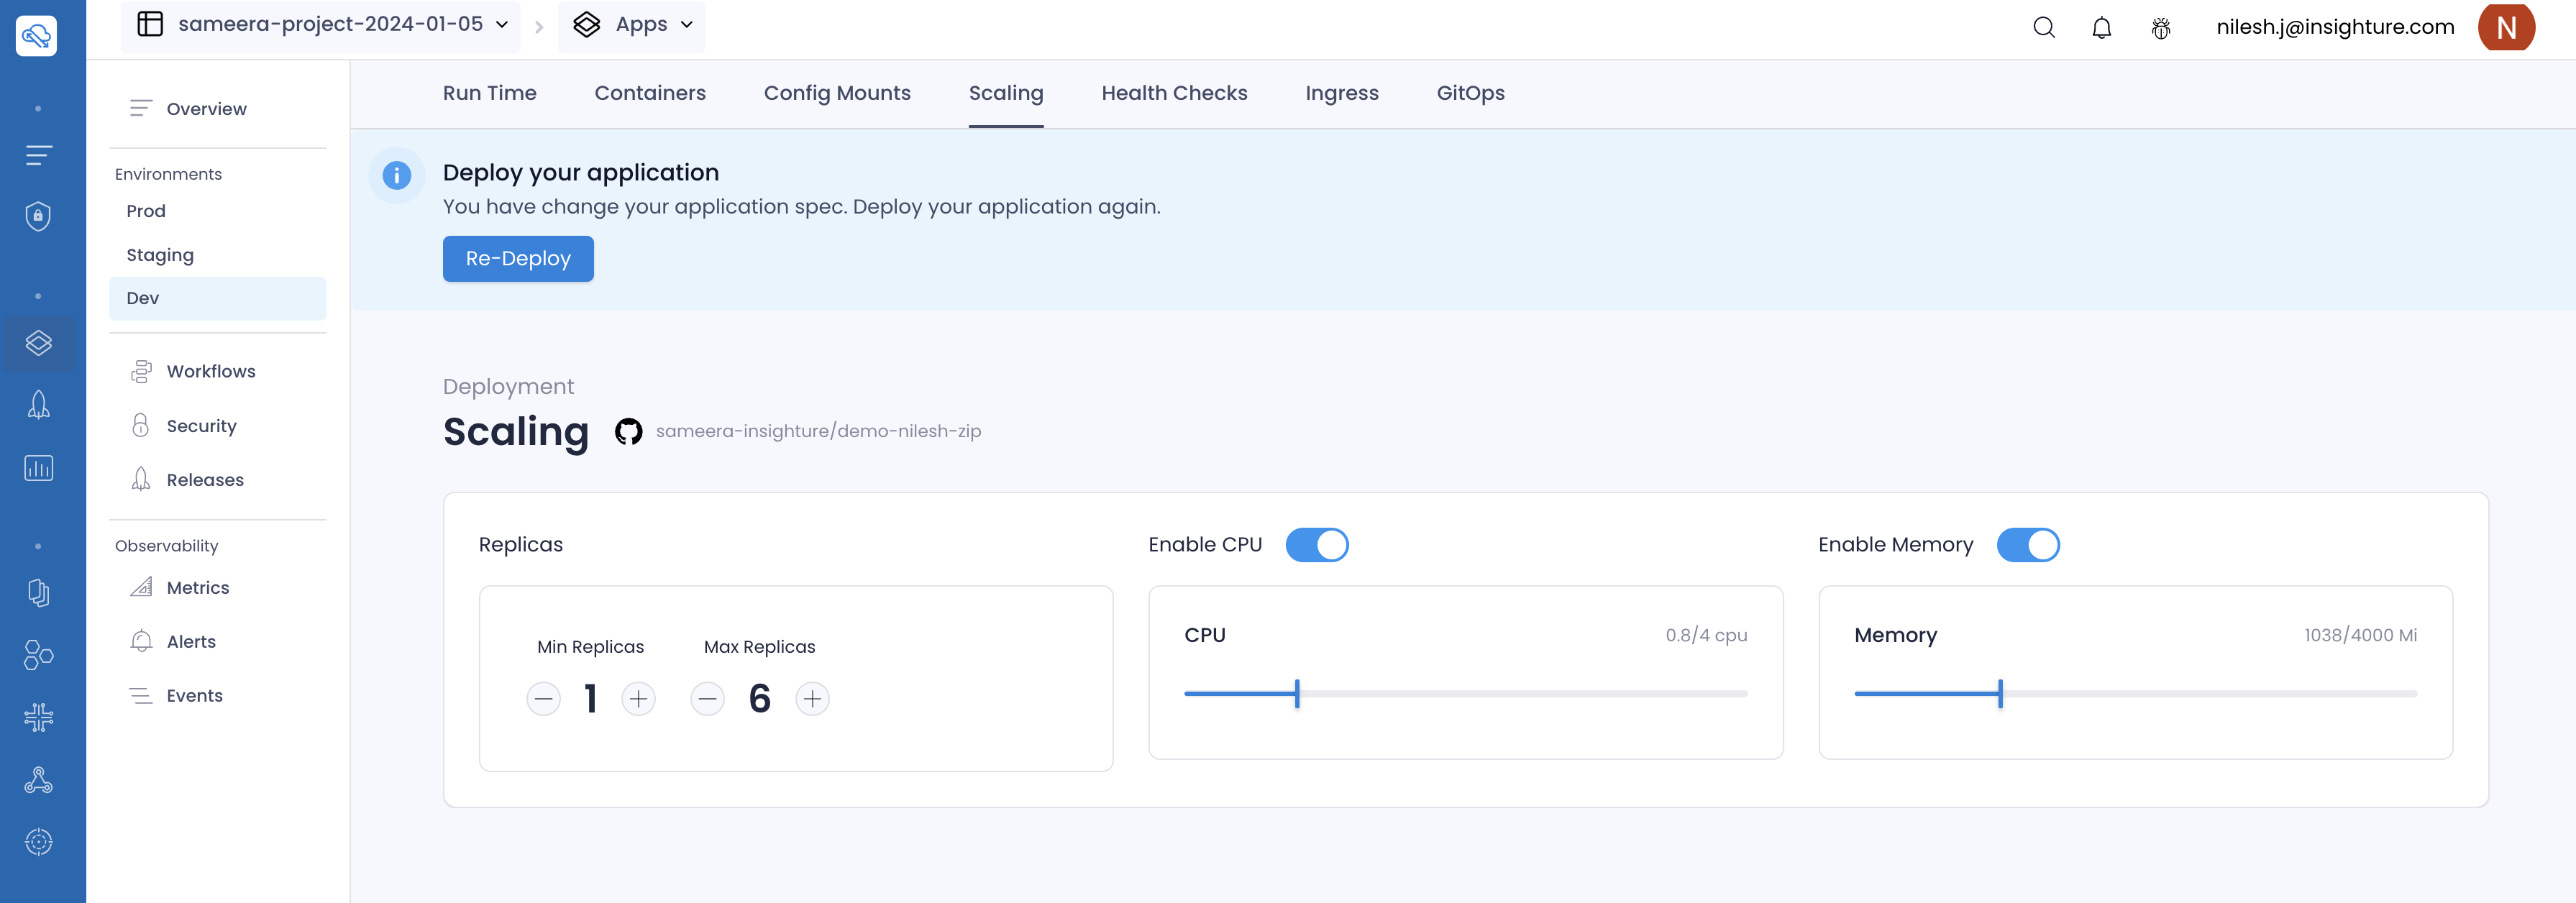 sameera-project-2024-01-05
Apps
nilesh.j@insighture.com
N
Overview
Environments
Prod
Staging
Dev
Workflows
Security
Releases
Observability
Metrics
Alerts
Events
Run Time
Containers
Config Mounts
Scaling
Health Checks
Ingress
GitOps
Deploy your application
You have change your application spec. Deploy your application again.
Re-Deploy
Deployment
Scaling
sameera-insighture/demo-nilesh-zip
Replicas
Min Replicas
1
Max Replicas
6
Enable CPU
CPU
0.8/4 cpu
Enable Memory
Memory
1038/4000 Mi